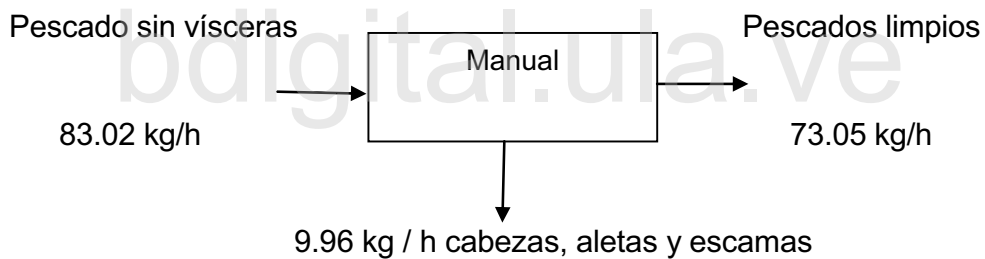 Pescado sin vísceras
Manual
Pescados limpios
bdigital.ula.ve
83.02 kg/h
73.05 kg/h
9.96 kg / h cabezas, aletas y escamas